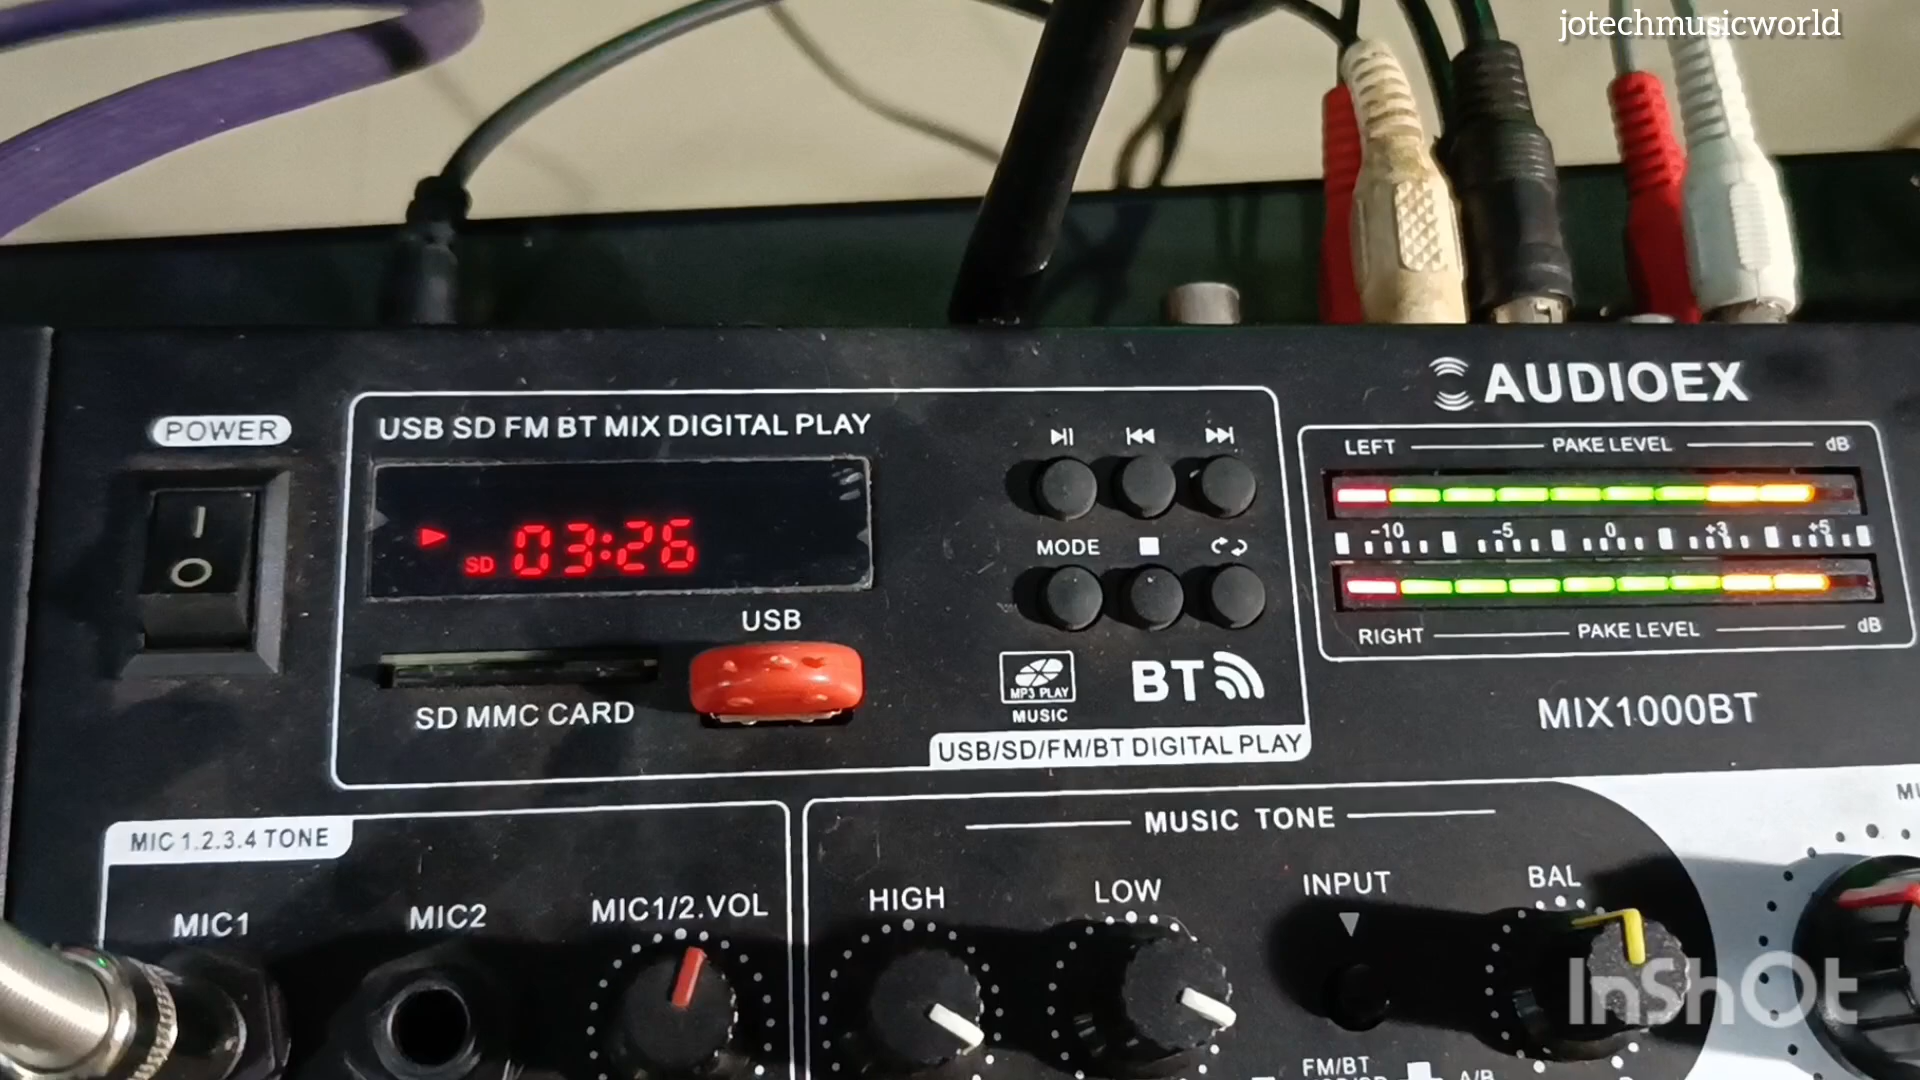 jotechmusicworld
AUDIOEX
POWER
USB SD FM BT MIX DIGITAL PLAY
LEFT PAKE LEVEL dB
SD 03:26
-10 -5 0 +3 +5
MODE
USB
RIGHT PAKE LEVEL dB
SD MMC CARD
MP3 PLAY
MUSIC
BT
MIX1000BT
USB/SD/FM/BT DIGITAL PLAY
MIC 1.2.3.4 TONE
MUSIC TONE
MIC1
MIC2
MIC1/2.VOL
HIGH
LOW
INPUT
BAL
InShOt
FM/BT
A/B